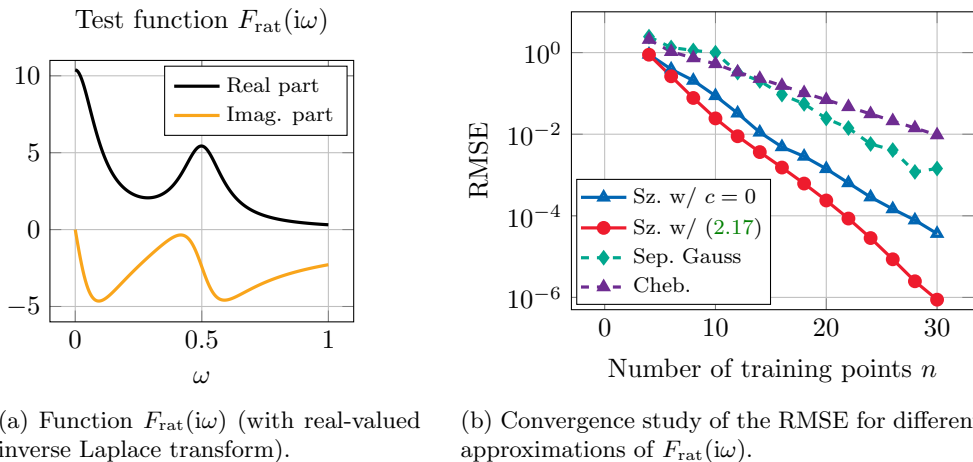 Test function F_rat(iω)
10
5
0
−5
0
0.5
1
ω
Real part
Imag. part
(a) Function F_rat(iω) (with real-valued
inverse Laplace transform).
RMSE
10^0
10^−2
10^−4
10^−6
0
10
20
30
Number of training points n
Sz. w/ c = 0
Sz. w/ (2.17)
Sep. Gauss
Cheb.
(b) Convergence study of the RMSE for differen
approximations of F_rat(iω).